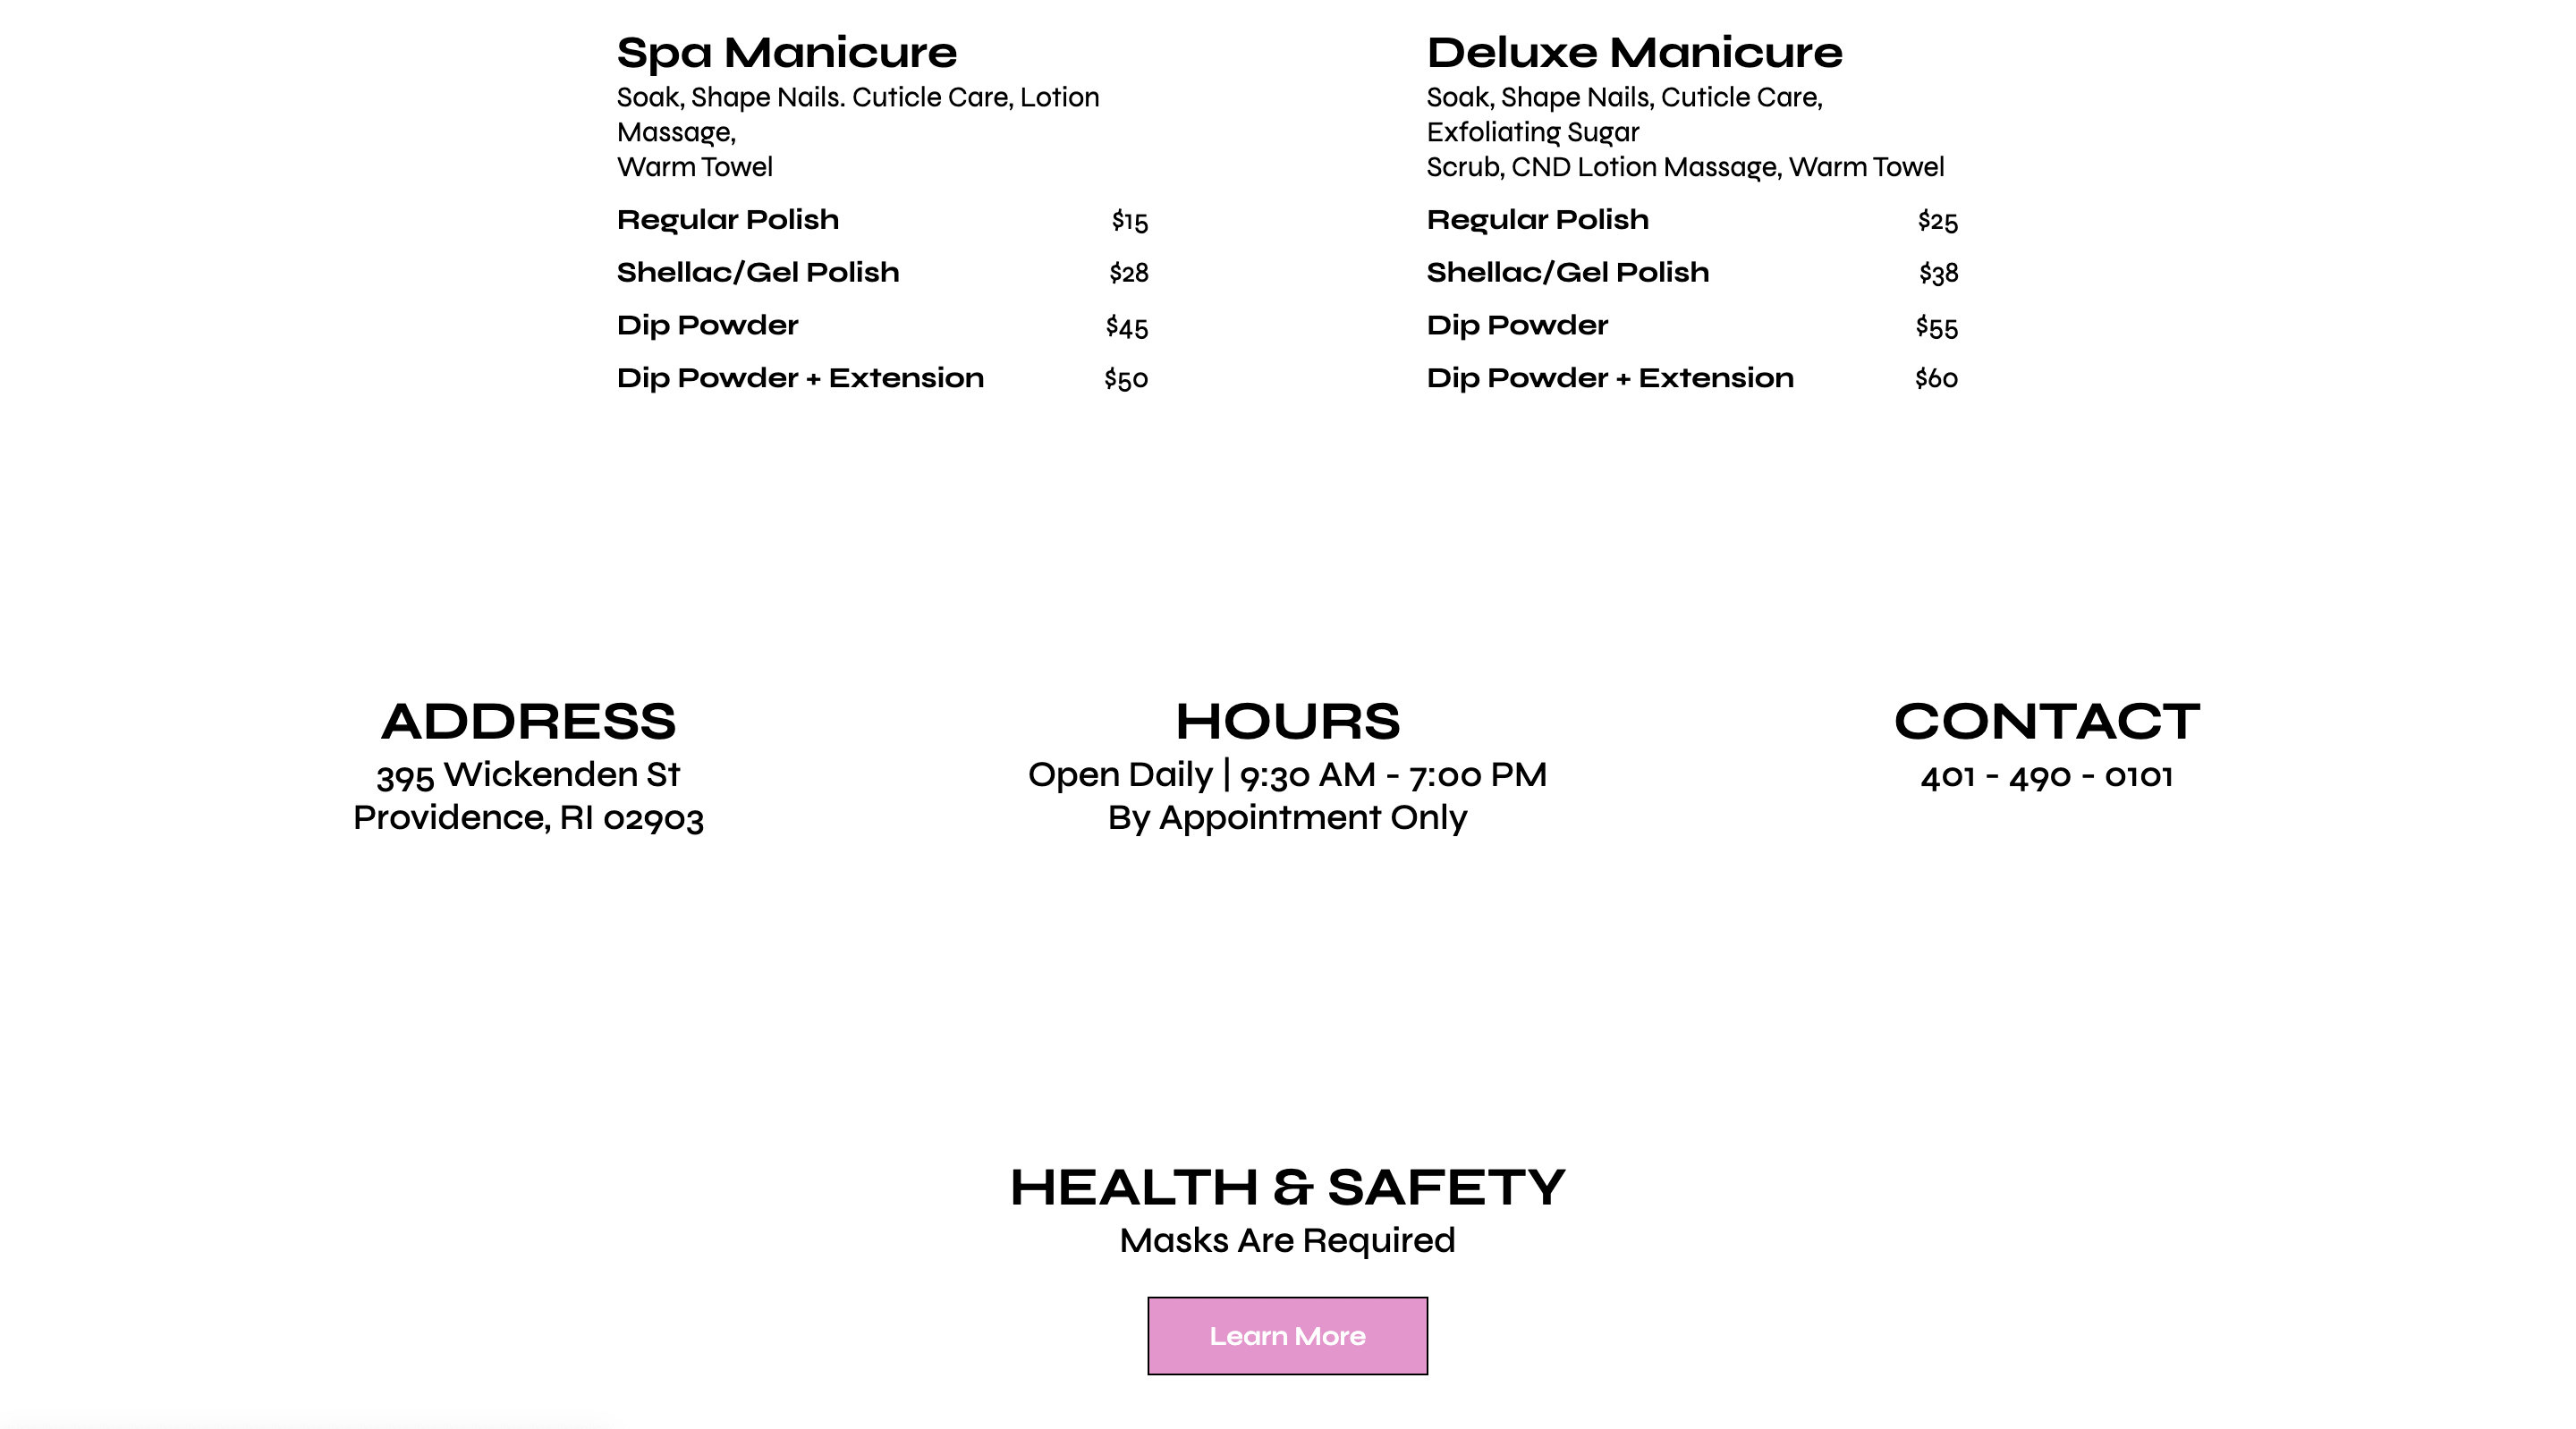 Spa Manicure
Soak, Shape Nails. Cuticle Care, Lotion
Massage,
Warm Towel
Regular Polish $15
Shellac/Gel Polish $28
Dip Powder $45
Dip Powder + Extension $50
Deluxe Manicure
Soak, Shape Nails, Cuticle Care,
Exfoliating Sugar
Scrub, CND Lotion Massage, Warm Towel
Regular Polish $25
Shellac/Gel Polish $38
Dip Powder $55
Dip Powder + Extension $60
ADDRESS
395 Wickenden St
Providence, RI 02903
HOURS
Open Daily | 9:30 AM - 7:00 PM
By Appointment Only
CONTACT
401 - 490 - 0101
HEALTH & SAFETY
Masks Are Required
Learn More